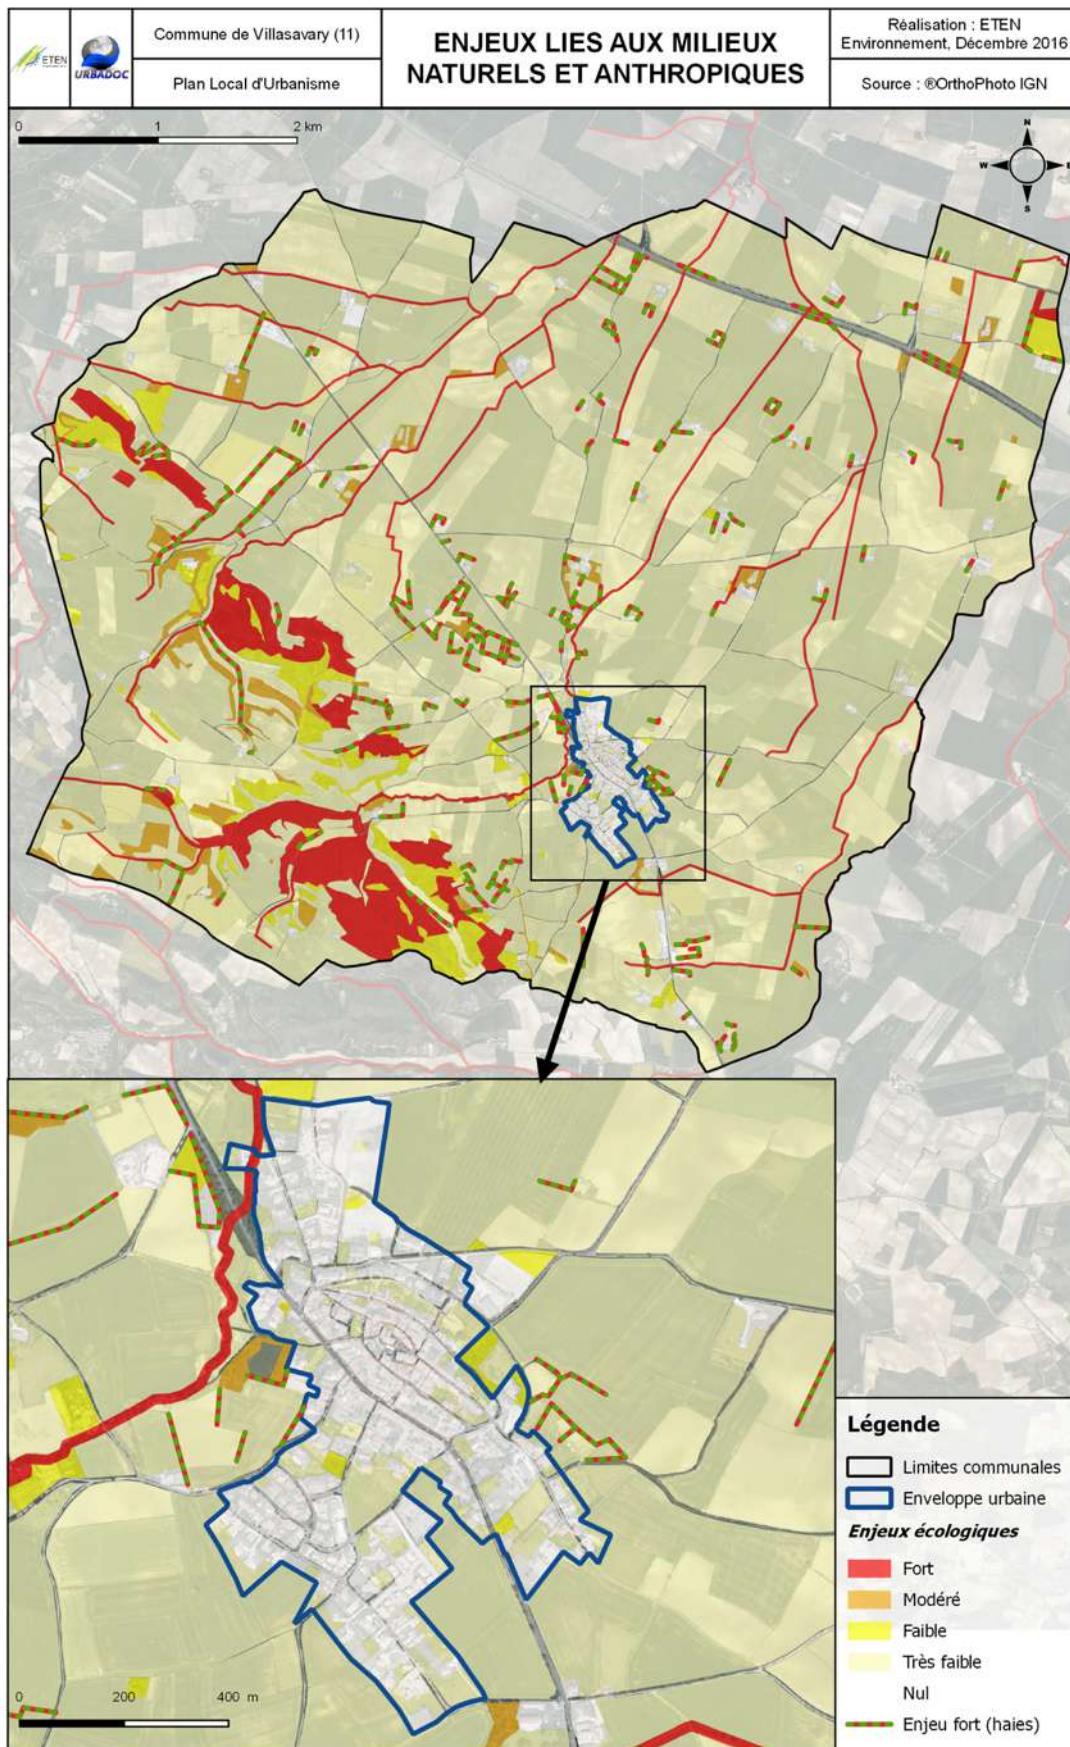 ETEN
URBADOC
Commune de Villasavary (11)
Plan Local d'Urbanisme
ENJEUX LIES AUX MILIEUX
NATURELS ET ANTHROPIQUES
Réalisation : ETEN
Environnement, Décembre 2016
Source : ®OrthoPhoto IGN
0 1 2 km
N
W E
S
Légende
Limites communales
Enveloppe urbaine
Enjeux écologiques
Fort
Modéré
Faible
Très faible
Nul
Enjeu fort (haies)
0 200 400 m